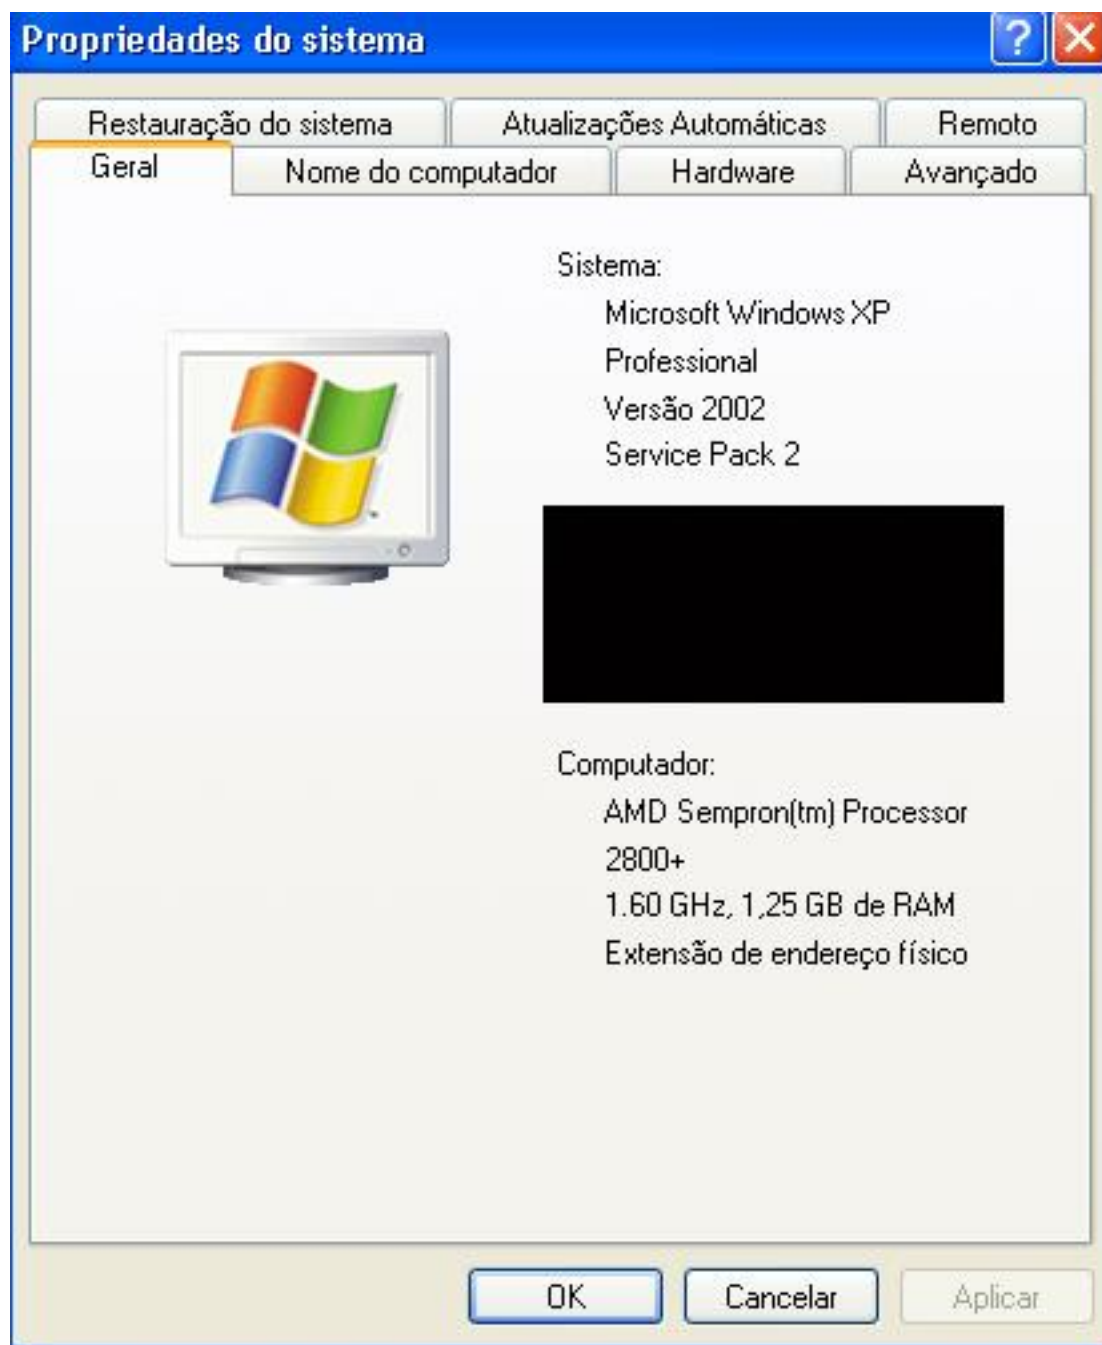 Propriedades do sistema
Restauração do sistema
Atualizações Automáticas
Remoto
Geral
Nome do computador
Hardware
Avançado
Sistema:
Microsoft Windows XP
Professional
Versão 2002
Service Pack 2
Computador:
AMD Sempron(tm) Processor
2800+
1.60 GHz, 1,25 GB de RAM
Extensão de endereço físico
OK
Cancelar
Aplicar